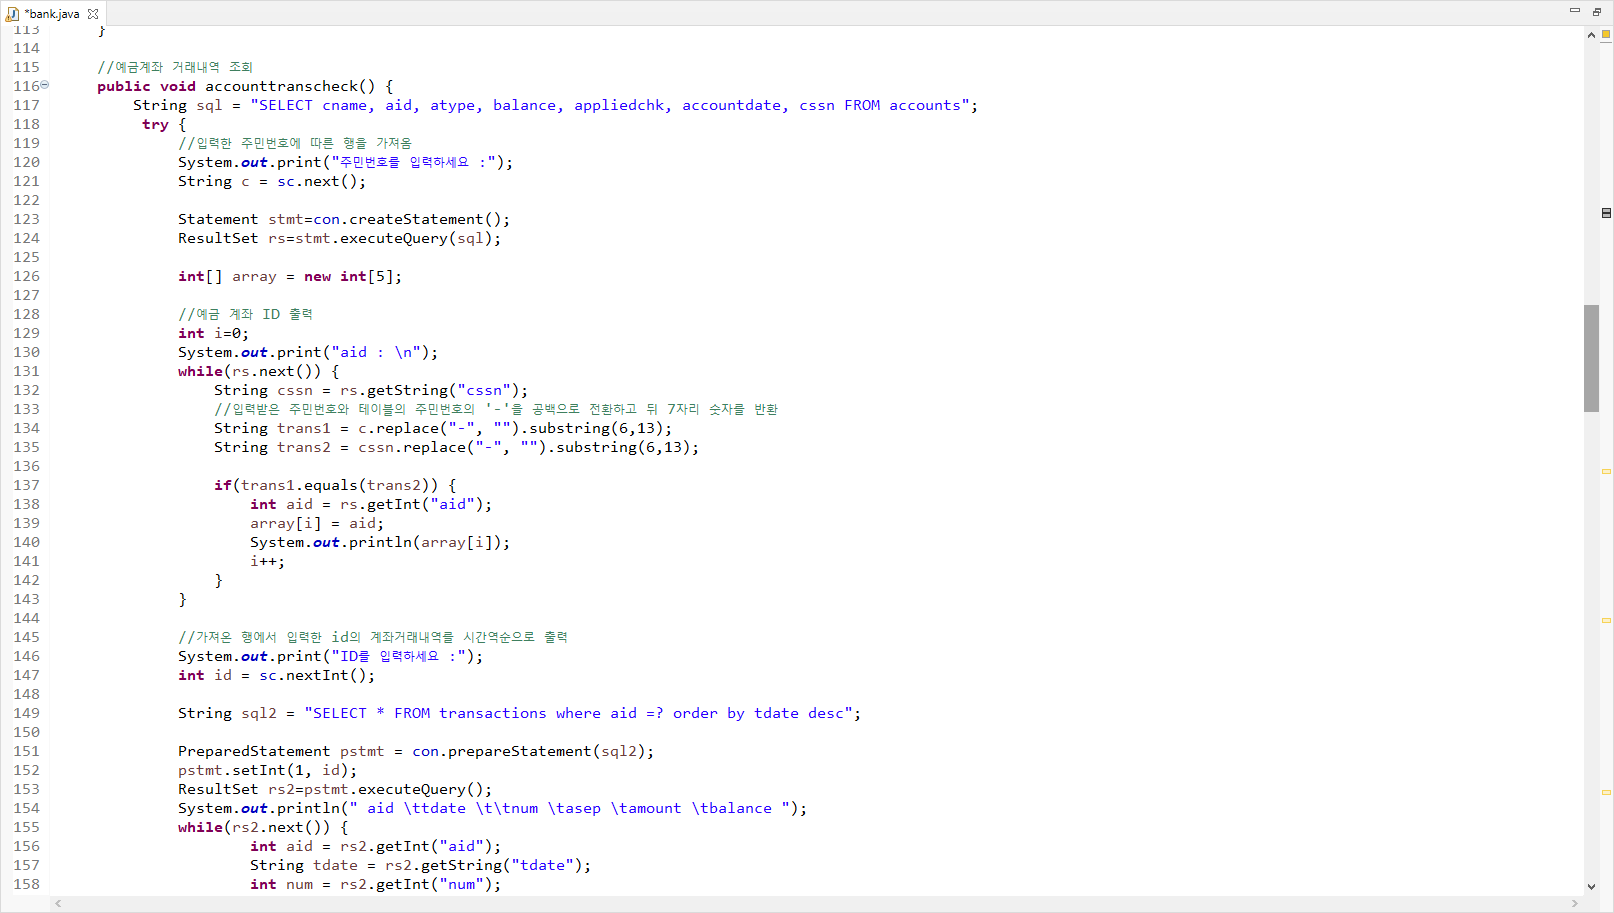 *bank.java
113 }
114
115 //예금계좌 거래내역 조회
116 public void accounttranscheck() {
117 String sql = "SELECT cname, aid, atype, balance, appliedchk, accountdate, cssn FROM accounts";
118 try {
119 //입력한 주민번호에 따른 행을 가져옴
120 System.out.print("주민번호를 입력하세요 :");
121 String c = sc.next();
122
123 Statement stmt=con.createStatement();
124 ResultSet rs=stmt.executeQuery(sql);
125
126 int[] array = new int[5];
127
128 //예금 계좌 ID 출력
129 int i=0;
130 System.out.print("aid : \n");
131 while(rs.next()) {
132 String cssn = rs.getString("cssn");
133 //입력받은 주민번호와 테이블의 주민번호의 '-'을 공백으로 전환하고 뒤 7자리 숫자를 반환
134 String trans1 = c.replace("-", "").substring(6,13);
135 String trans2 = cssn.replace("-", "").substring(6,13);
136
137 if(trans1.equals(trans2)) {
138 int aid = rs.getInt("aid");
139 array[i] = aid;
140 System.out.println(array[i]);
141 i++;
142 }
143 }
144
145 //가져온 행에서 입력한 id의 계좌거래내역을 시간역순으로 출력
146 System.out.print("ID를 입력하세요 :");
147 int id = sc.nextInt();
148
149 String sql2 = "SELECT * FROM transactions where aid =? order by tdate desc";
150
151 PreparedStatement pstmt = con.prepareStatement(sql2);
152 pstmt.setInt(1, id);
153 ResultSet rs2=pstmt.executeQuery();
154 System.out.println(" aid \ttdate \t\tnum \tasep \tamount \tbalance ");
155 while(rs2.next()) {
156 int aid = rs2.getInt("aid");
157 String tdate = rs2.getString("tdate");
158 int num = rs2.getInt("num");